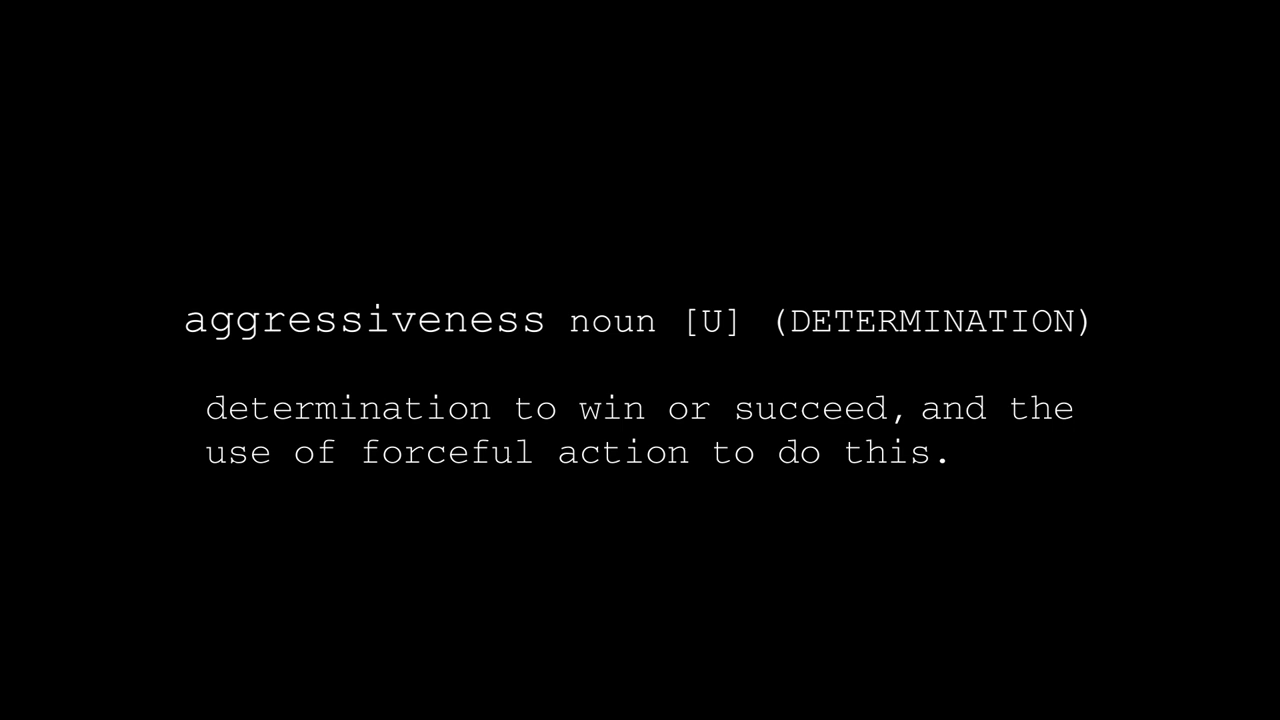 aggressiveness noun [U] (DETERMINATION)
determination to win or succeed, and the
use of forceful action to do this.